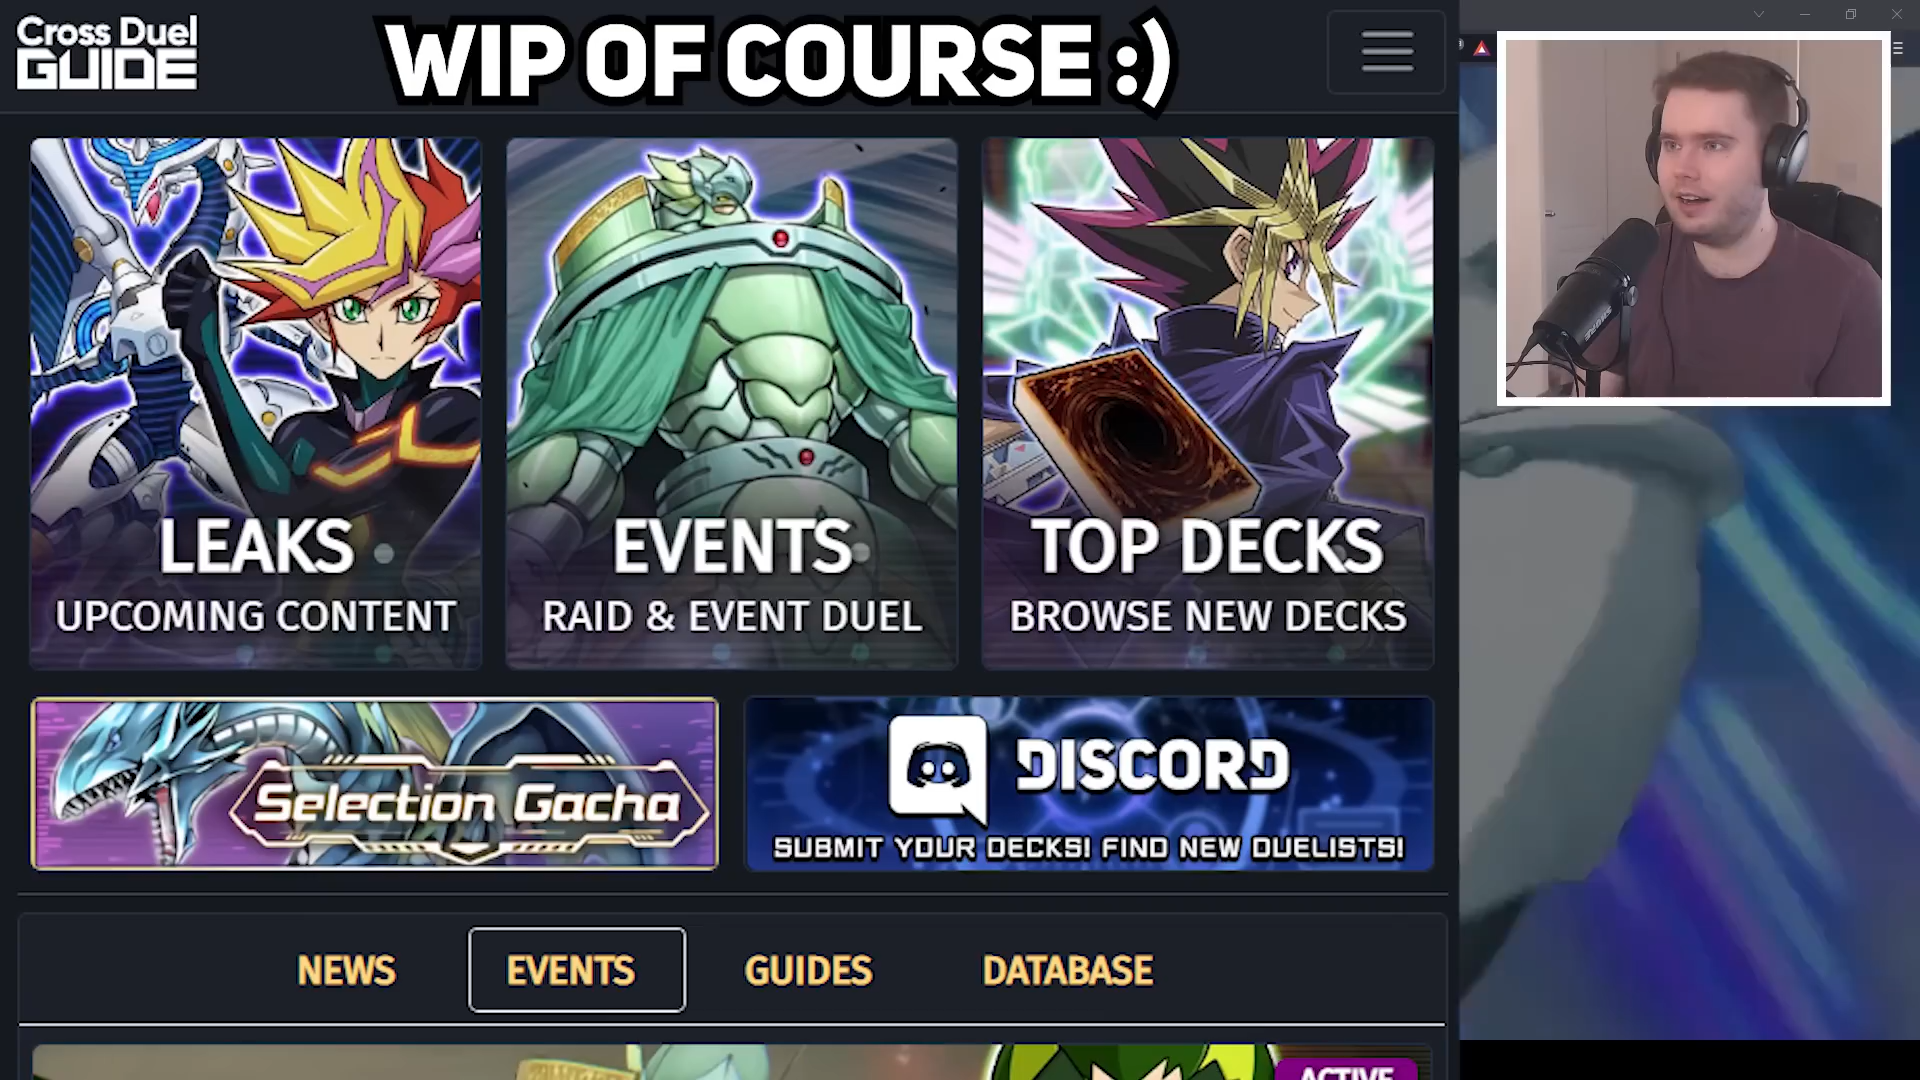 Cross Duel
GUIDE
WIP OF COURSE :)
LEAKS
UPCOMING CONTENT
EVENTS
RAID & EVENT DUEL
TOP DECKS
BROWSE NEW DECKS
Selection Gacha
DISCORD
SUBMIT YOUR DECKS! FIND NEW DUELISTS!
NEWS
EVENTS
GUIDES
DATABASE
ACTIVE